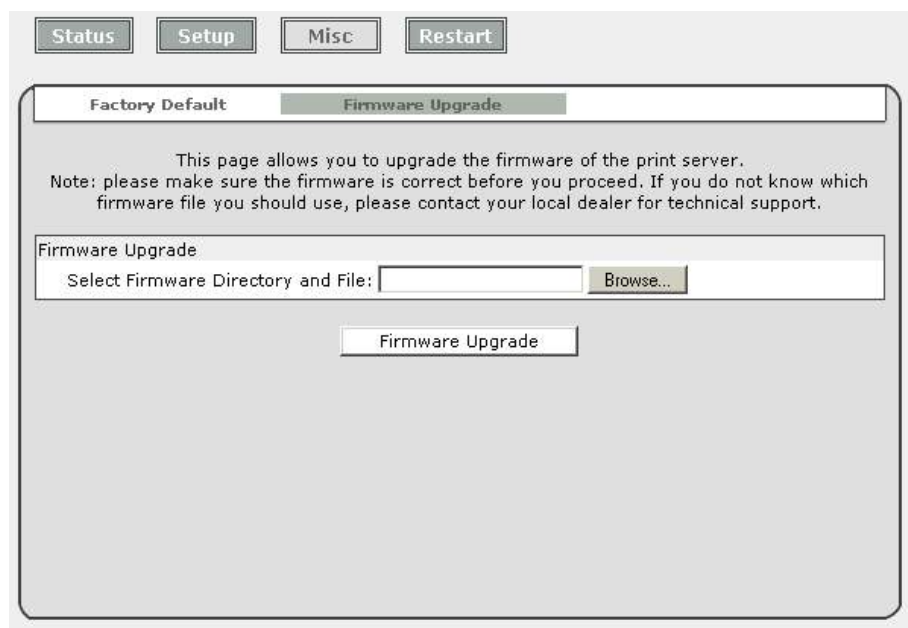 Status Setup Misc Restart
Factory Default Firmware Upgrade
This page allows you to upgrade the firmware of the print server.
Note: please make sure the firmware is correct before you proceed. If you do not know which
firmware file you should use, please contact your local dealer for technical support.
Firmware Upgrade
Select Firmware Directory and File: Browse...
Firmware Upgrade